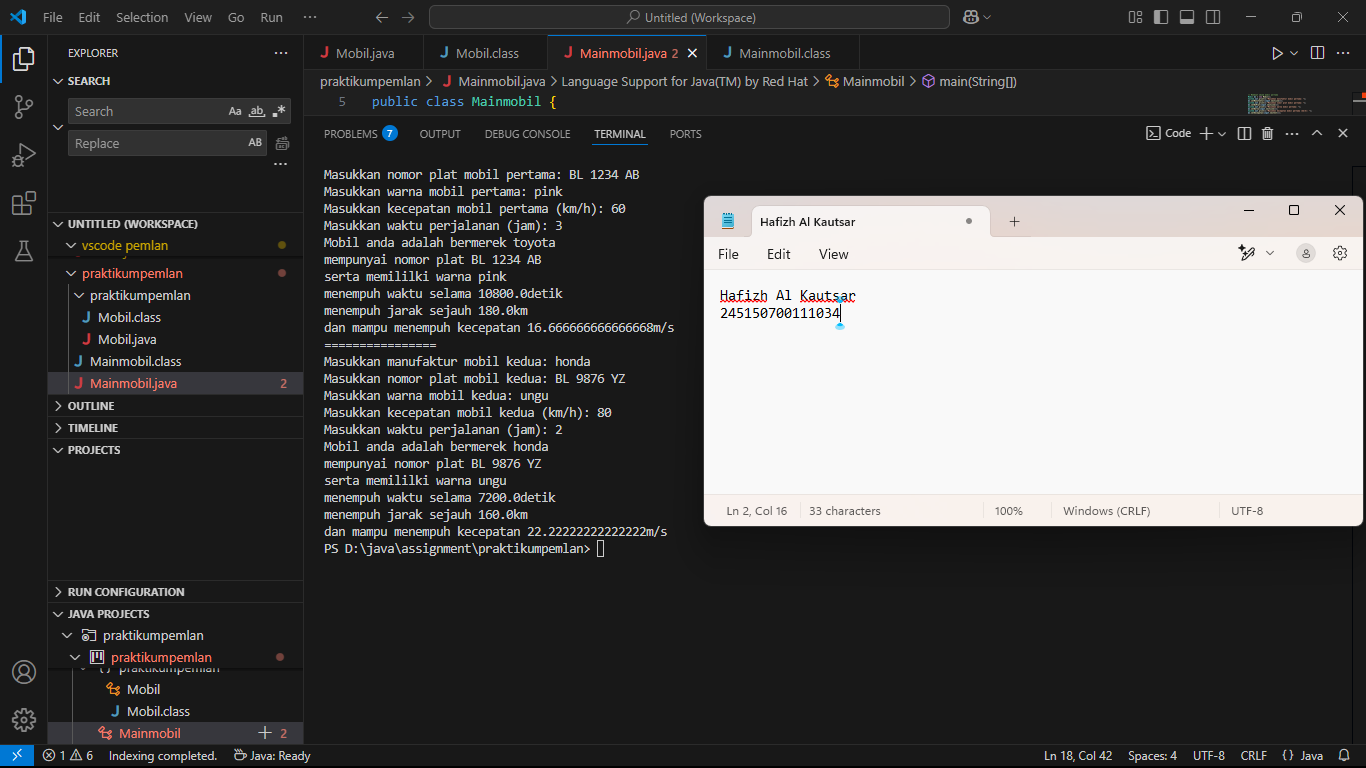 File Edit Selection View Go Run ··· Untitled (Workspace)
EXPLORER ···
SEARCH
Search Aa ab .*
Replace AB
···
UNTITLED (WORKSPACE)
vscode pemlan
praktikumpemlan
praktikumpemlan
Mobil.class
Mobil.java
Mainmobil.class
Mainmobil.java 2
OUTLINE
TIMELINE
PROJECTS
RUN CONFIGURATION
JAVA PROJECTS
praktikumpemlan
praktikumpemlan
praktikumpemlan
Mobil
Mobil.class
Mainmobil 2
Mobil.java Mobil.class Mainmobil.java 2 Mainmobil.class
praktikumpemlan > Mainmobil.java > Language Support for Java(TM) by Red Hat > Mainmobil > main(String[])
5 public class Mainmobil {
PROBLEMS 7 OUTPUT DEBUG CONSOLE TERMINAL PORTS Code
Masukkan nomor plat mobil pertama: BL 1234 AB
Masukkan warna mobil pertama: pink
Masukkan kecepatan mobil pertama (km/h): 60
Masukkan waktu perjalanan (jam): 3
Mobil anda adalah bermerek toyota
mempunyai nomor plat BL 1234 AB
serta memililki warna pink
menempuh waktu selama 10800.0detik
menempuh jarak sejauh 180.0km
dan mampu menempuh kecepatan 16.666666666666668m/s
================
Masukkan manufaktur mobil kedua: honda
Masukkan nomor plat mobil kedua: BL 9876 YZ
Masukkan warna mobil kedua: ungu
Masukkan kecepatan mobil kedua (km/h): 80
Masukkan waktu perjalanan (jam): 2
Mobil anda adalah bermerek honda
mempunyai nomor plat BL 9876 YZ
serta memililki warna ungu
menempuh waktu selama 7200.0detik
menempuh jarak sejauh 160.0km
dan mampu menempuh kecepatan 22.22222222222222m/s
PS D:\java\assignment\praktikumpemlan>
Hafizh Al Kautsar
File Edit View
Hafizh Al Kautsar
245150700111034
Ln 2, Col 16 33 characters 100% Windows (CRLF) UTF-8
1 6 Indexing completed. Java: Ready Ln 18, Col 42 Spaces: 4 UTF-8 CRLF {} Java